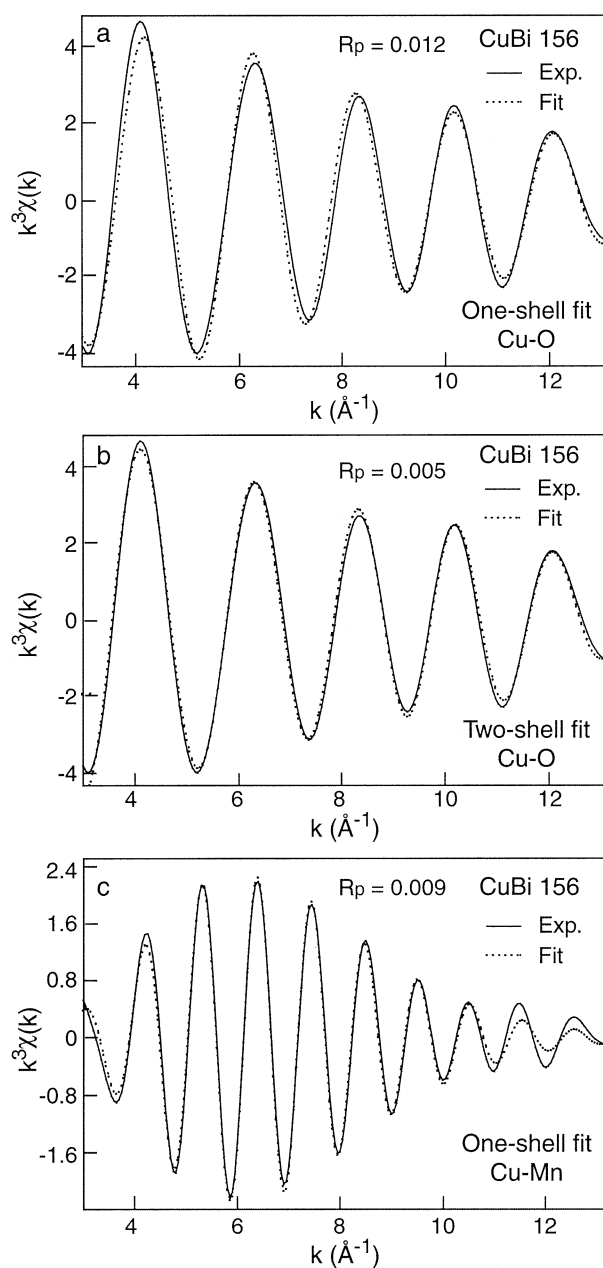 a
Rp = 0.012
CuBi 156
Exp.
Fit
4
2
0
-2
-4
k³χ(k)
One-shell fit
Cu-O
4 6 8 10 12
k (Å⁻¹)
b
Rp = 0.005
CuBi 156
Exp.
Fit
4
2
0
-2
-4
k³χ(k)
Two-shell fit
Cu-O
4 6 8 10 12
k (Å⁻¹)
c
Rp = 0.009
CuBi 156
Exp.
Fit
2.4
1.6
0.8
0
-0.8
-1.6
k³χ(k)
One-shell fit
Cu-Mn
4 6 8 10 12
k (Å⁻¹)